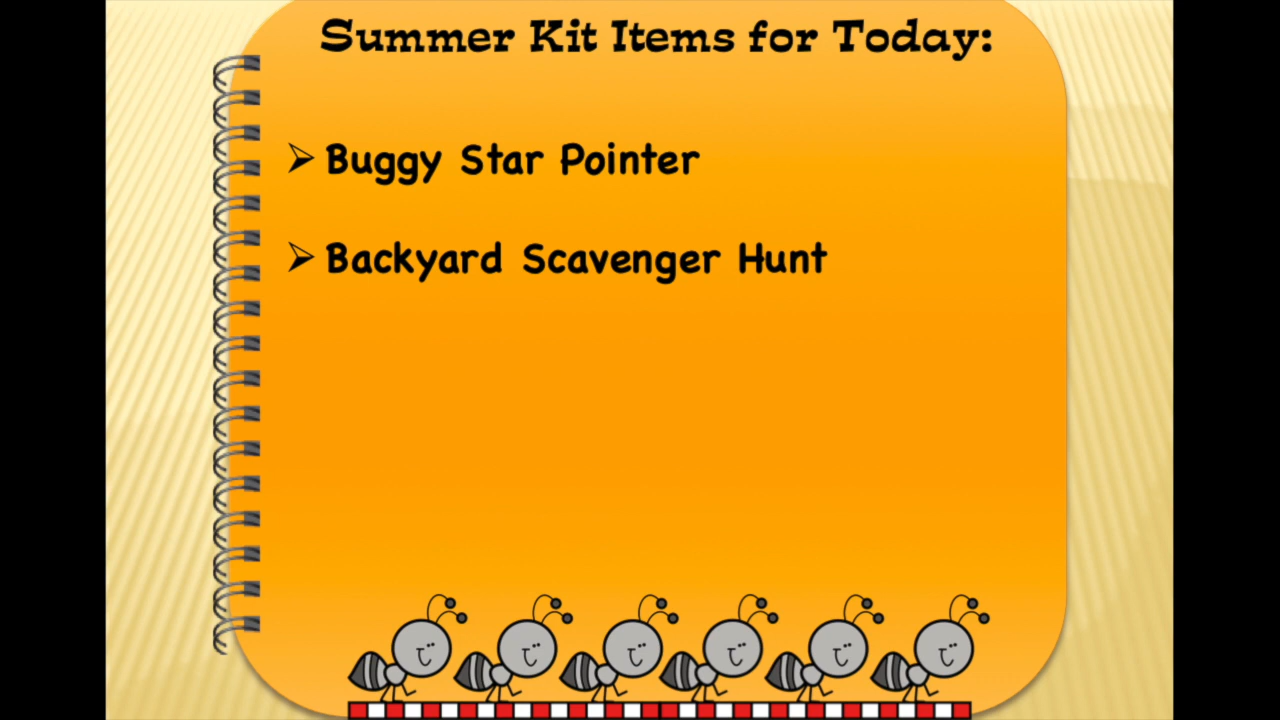 Summer Kit Items for Today:
➢ Buggy Star Pointer
➢ Backyard Scavenger Hunt